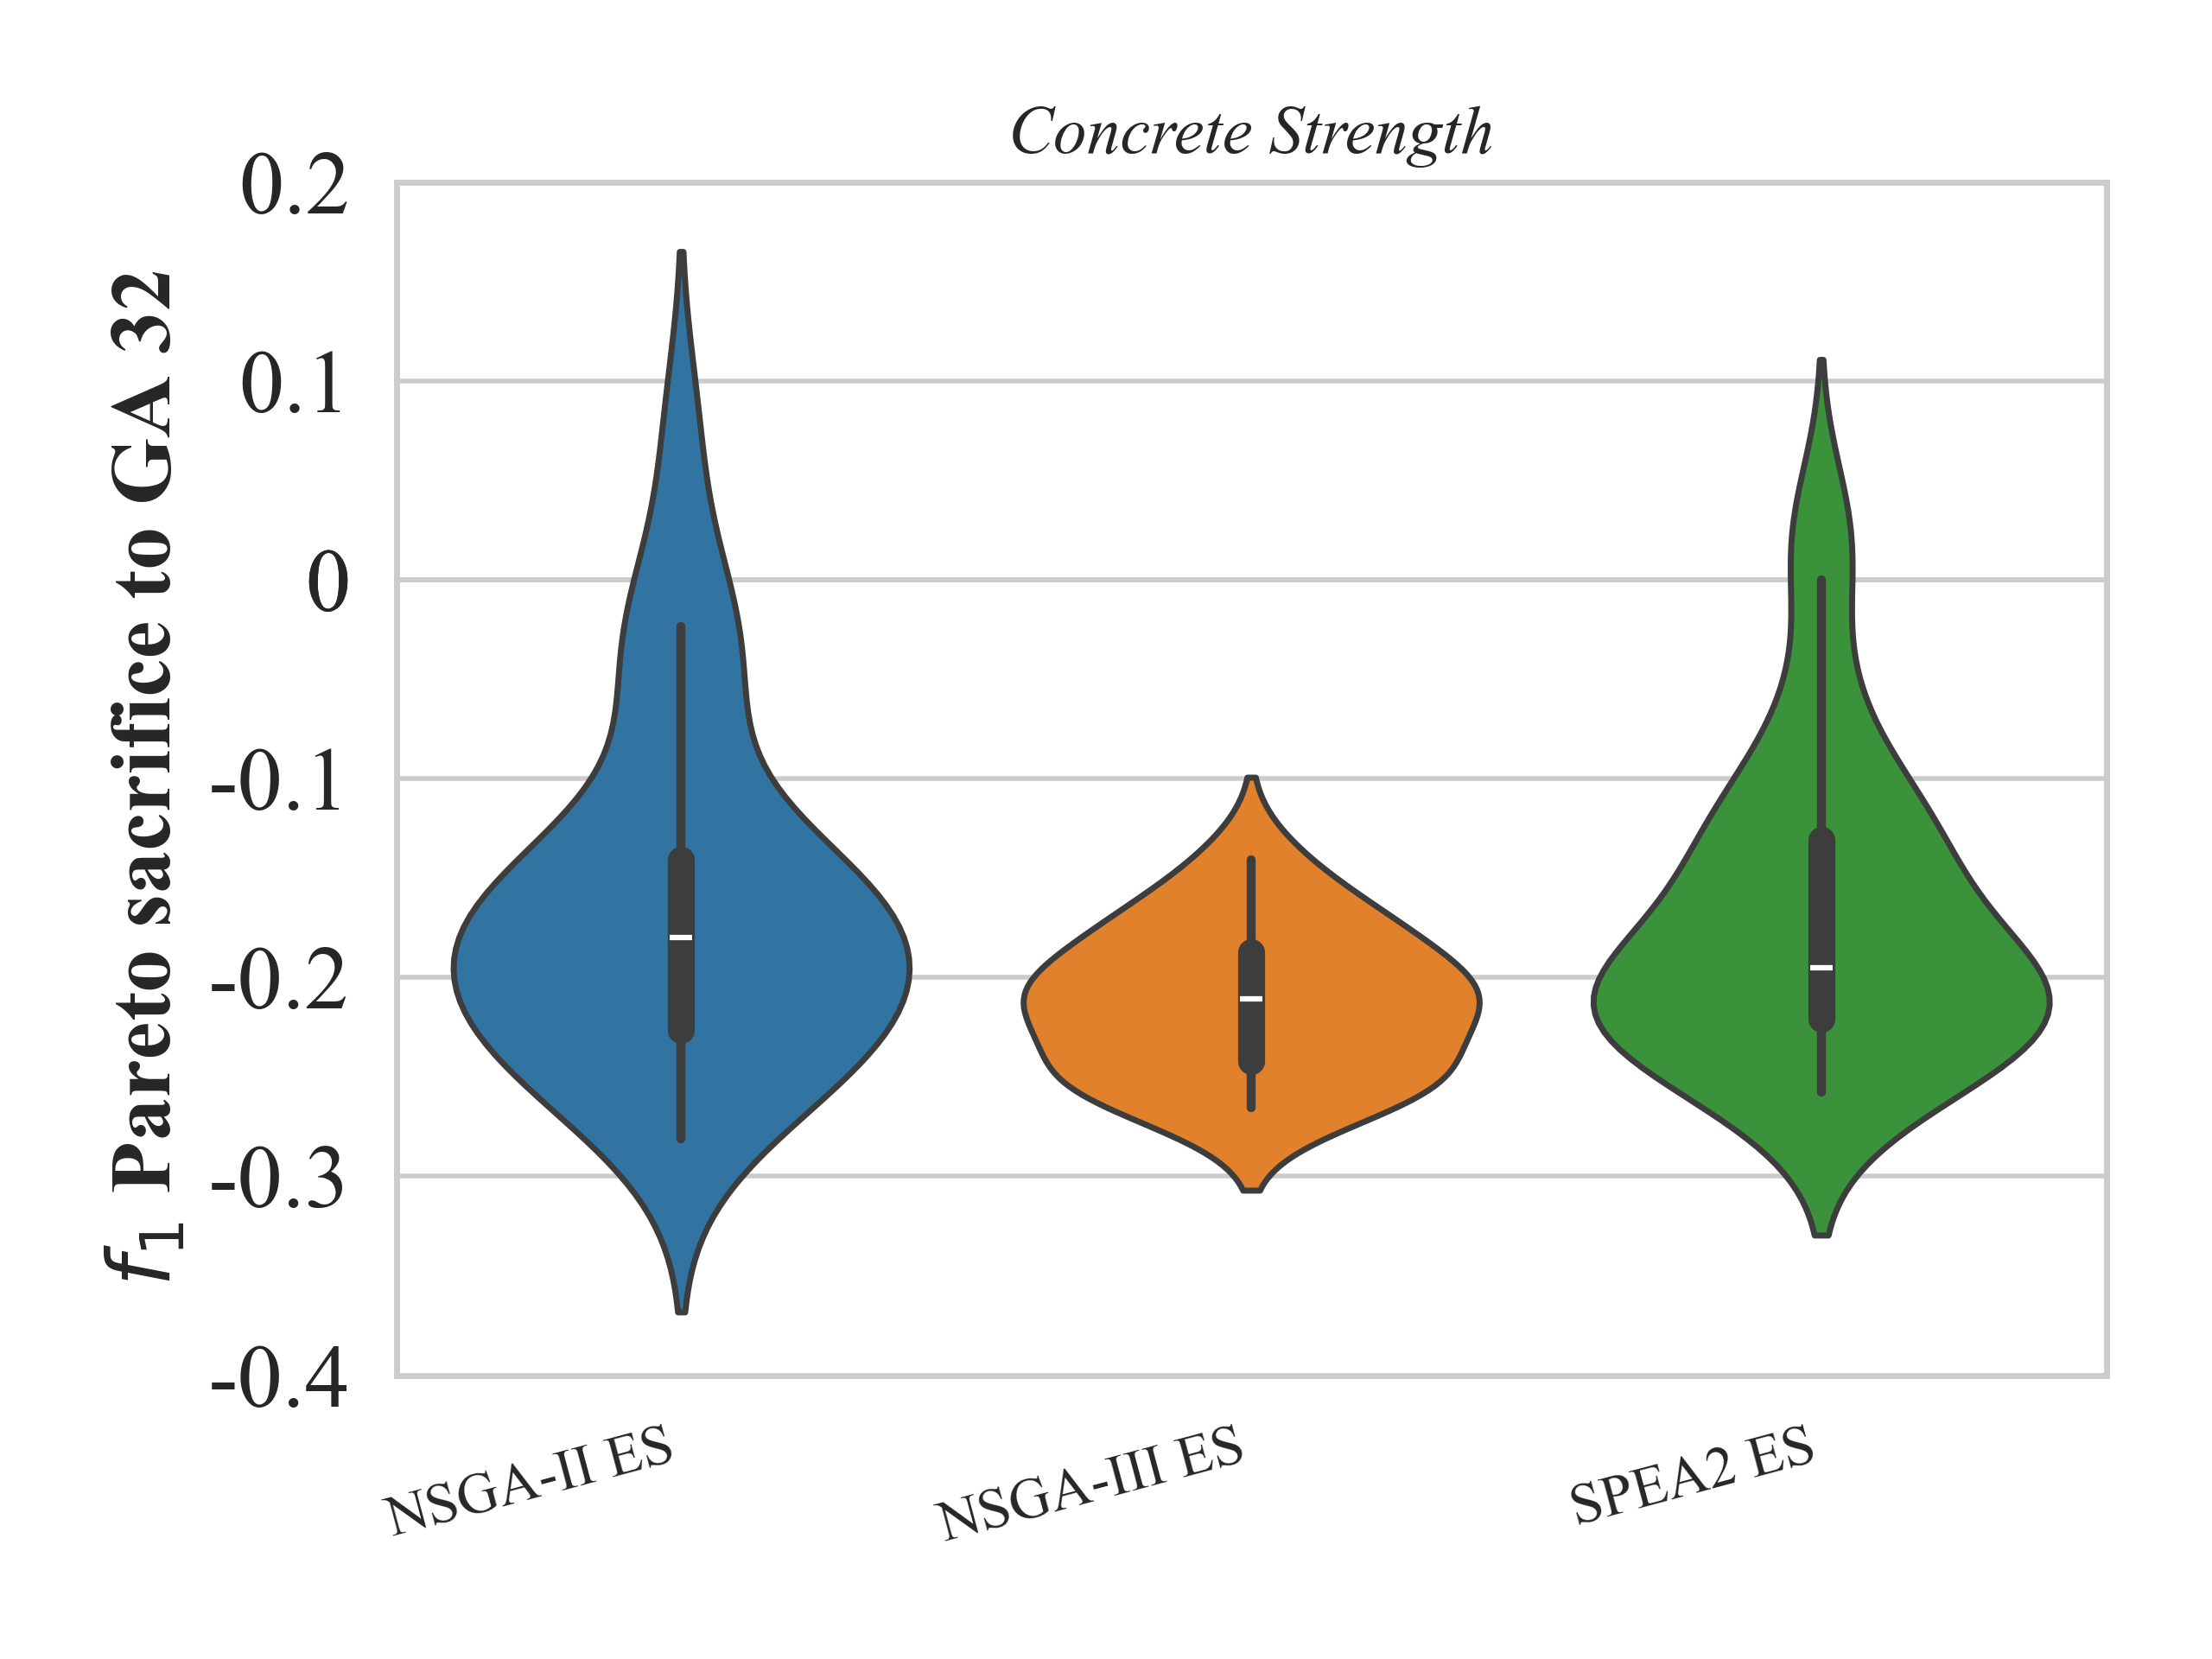 Concrete Strength
f1 Pareto sacrifice to GA 32
0.2
0.1
0
-0.1
-0.2
-0.3
-0.4
NSGA-II ES
NSGA-III ES
SPEA2 ES